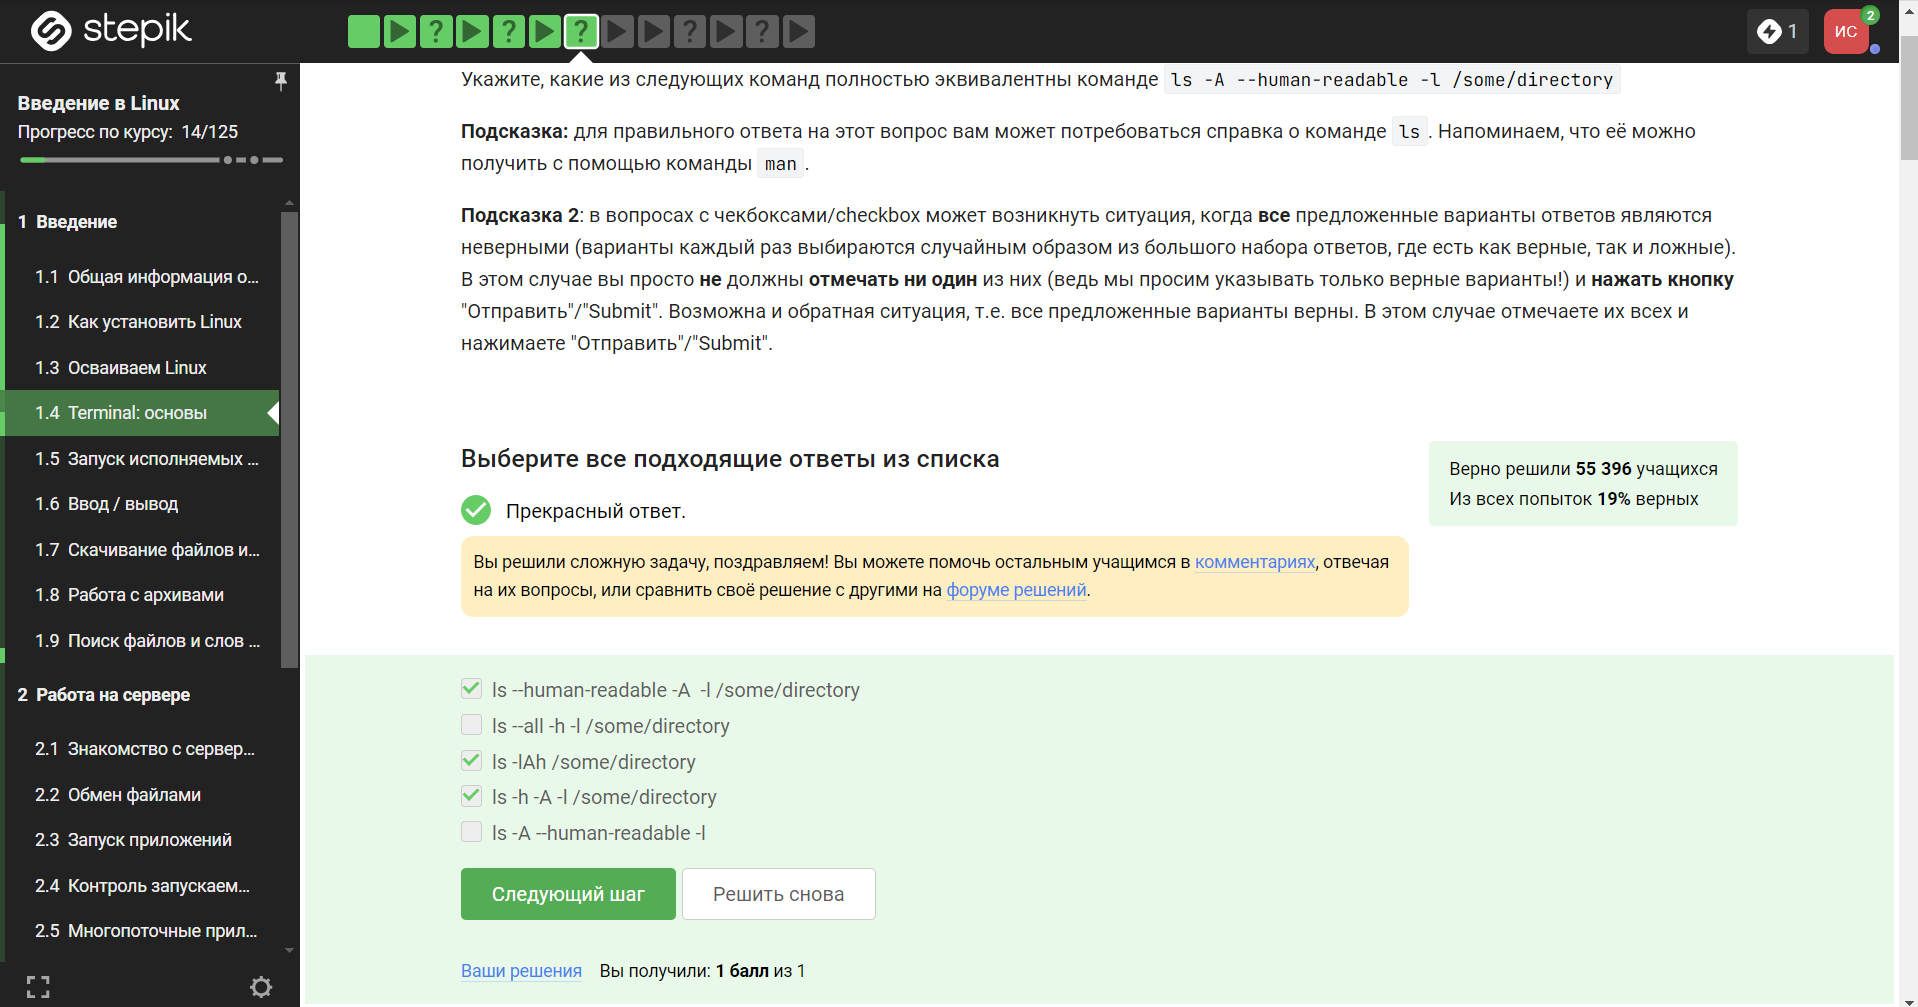 stepik
? ? ? ? ?
1
ИС
2
Введение в Linux
Прогресс по курсу: 14/125
1 Введение
1.1 Общая информация о...
1.2 Как установить Linux
1.3 Осваиваем Linux
1.4 Terminal: основы
1.5 Запуск исполняемых ...
1.6 Ввод / вывод
1.7 Скачивание файлов и...
1.8 Работа с архивами
1.9 Поиск файлов и слов ...
2 Работа на сервере
2.1 Знакомство с сервер...
2.2 Обмен файлами
2.3 Запуск приложений
2.4 Контроль запускаем...
2.5 Многопоточные прил...
Укажите, какие из следующих команд полностью эквивалентны команде ls -A --human-readable -l /some/directory
Подсказка: для правильного ответа на этот вопрос вам может потребоваться справка о команде ls. Напоминаем, что её можно
получить с помощью команды man.
Подсказка 2: в вопросах с чекбоксами/checkbox может возникнуть ситуация, когда все предложенные варианты ответов являются
неверными (варианты каждый раз выбираются случайным образом из большого набора ответов, где есть как верные, так и ложные).
В этом случае вы просто не должны отмечать ни один из них (ведь мы просим указывать только верные варианты!) и нажать кнопку
"Отправить"/"Submit". Возможна и обратная ситуация, т.е. все предложенные варианты верны. В этом случае отмечаете их всех и
нажимаете "Отправить"/"Submit".
Выберите все подходящие ответы из списка
Верно решили 55 396 учащихся
Из всех попыток 19% верных
Прекрасный ответ.
Вы решили сложную задачу, поздравляем! Вы можете помочь остальным учащимся в комментариях, отвечая
на их вопросы, или сравнить своё решение с другими на форуме решений.
ls --human-readable -A  -l /some/directory
ls --all -h -l /some/directory
ls -lAh /some/directory
ls -h -A -l /some/directory
ls -A --human-readable -l
Следующий шаг
Решить снова
Ваши решения Вы получили: 1 балл из 1